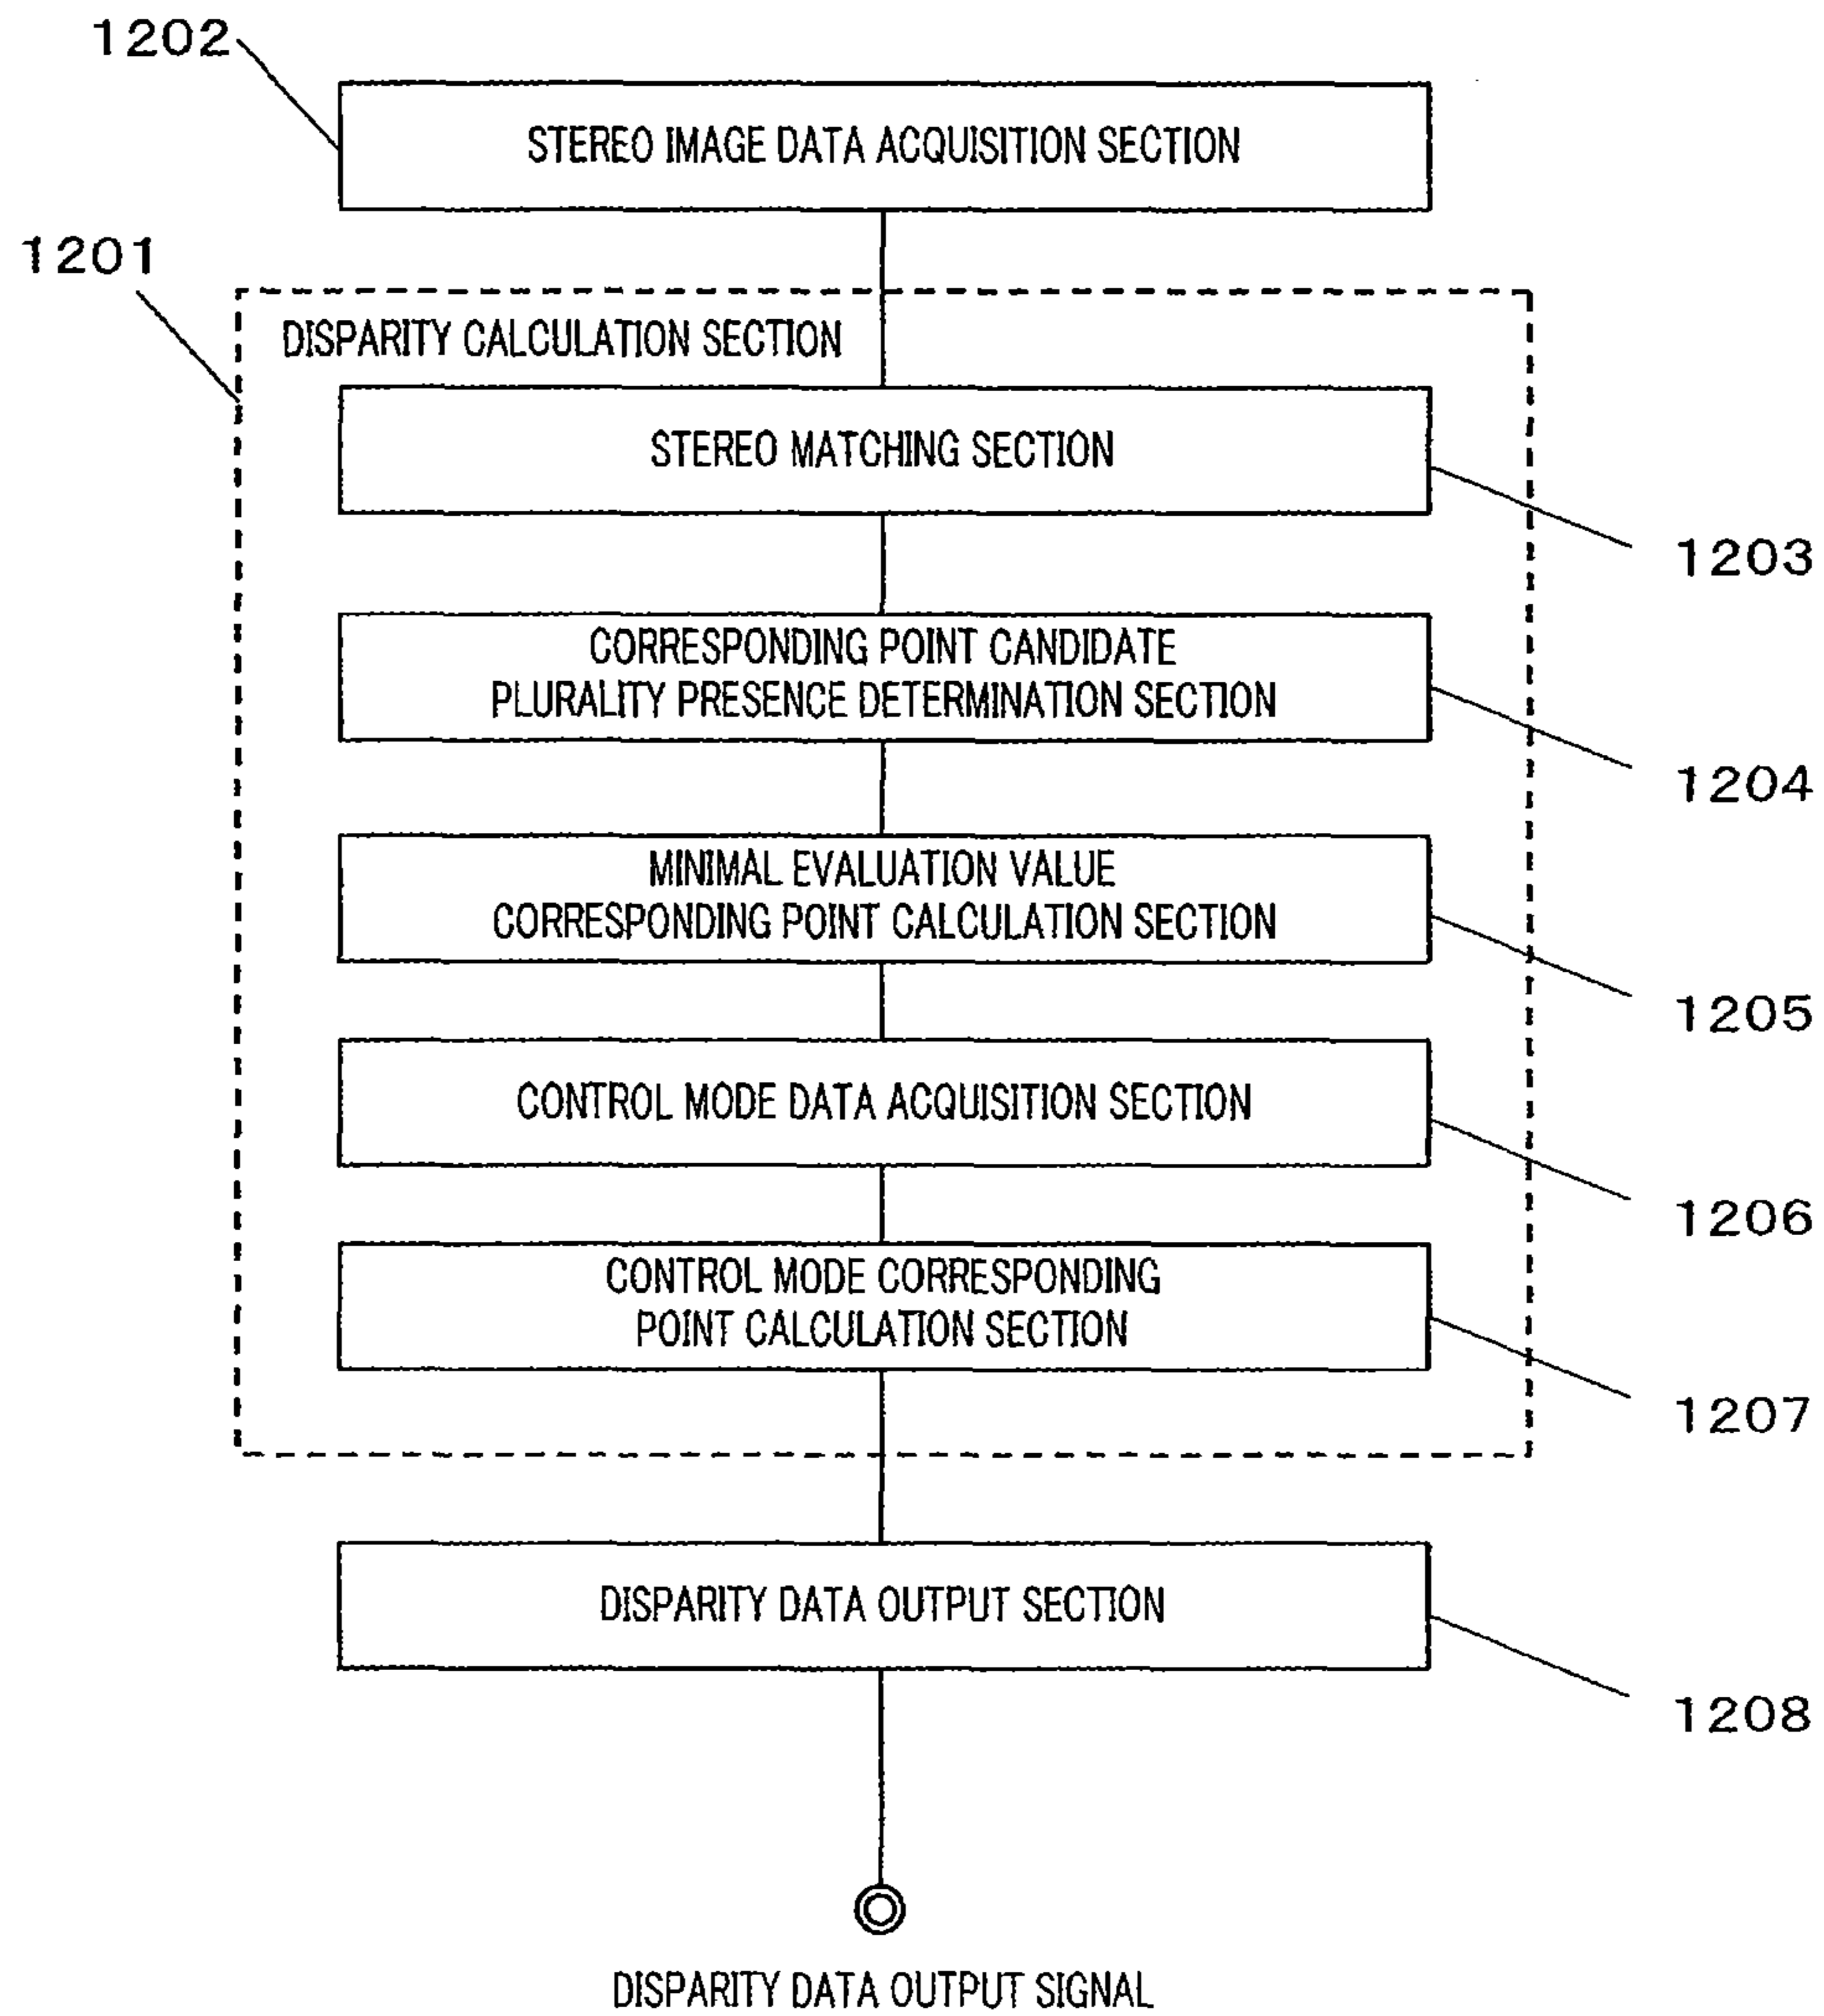 1202
STEREO IMAGE DATA ACQUISITION SECTION
1201
DISPARITY CALCULATION SECTION
STEREO MATCHING SECTION
1203
CORRESPONDING POINT CANDIDATE
PLURALITY PRESENCE DETERMINATION SECTION
1204
MINIMAL EVALUATION VALUE
CORRESPONDING POINT CALCULATION SECTION
1205
CONTROL MODE DATA ACQUISITION SECTION
1206
CONTROL MODE CORRESPONDING
POINT CALCULATION SECTION
1207
DISPARITY DATA OUTPUT SECTION
1208
DISPARITY DATA OUTPUT SIGNAL